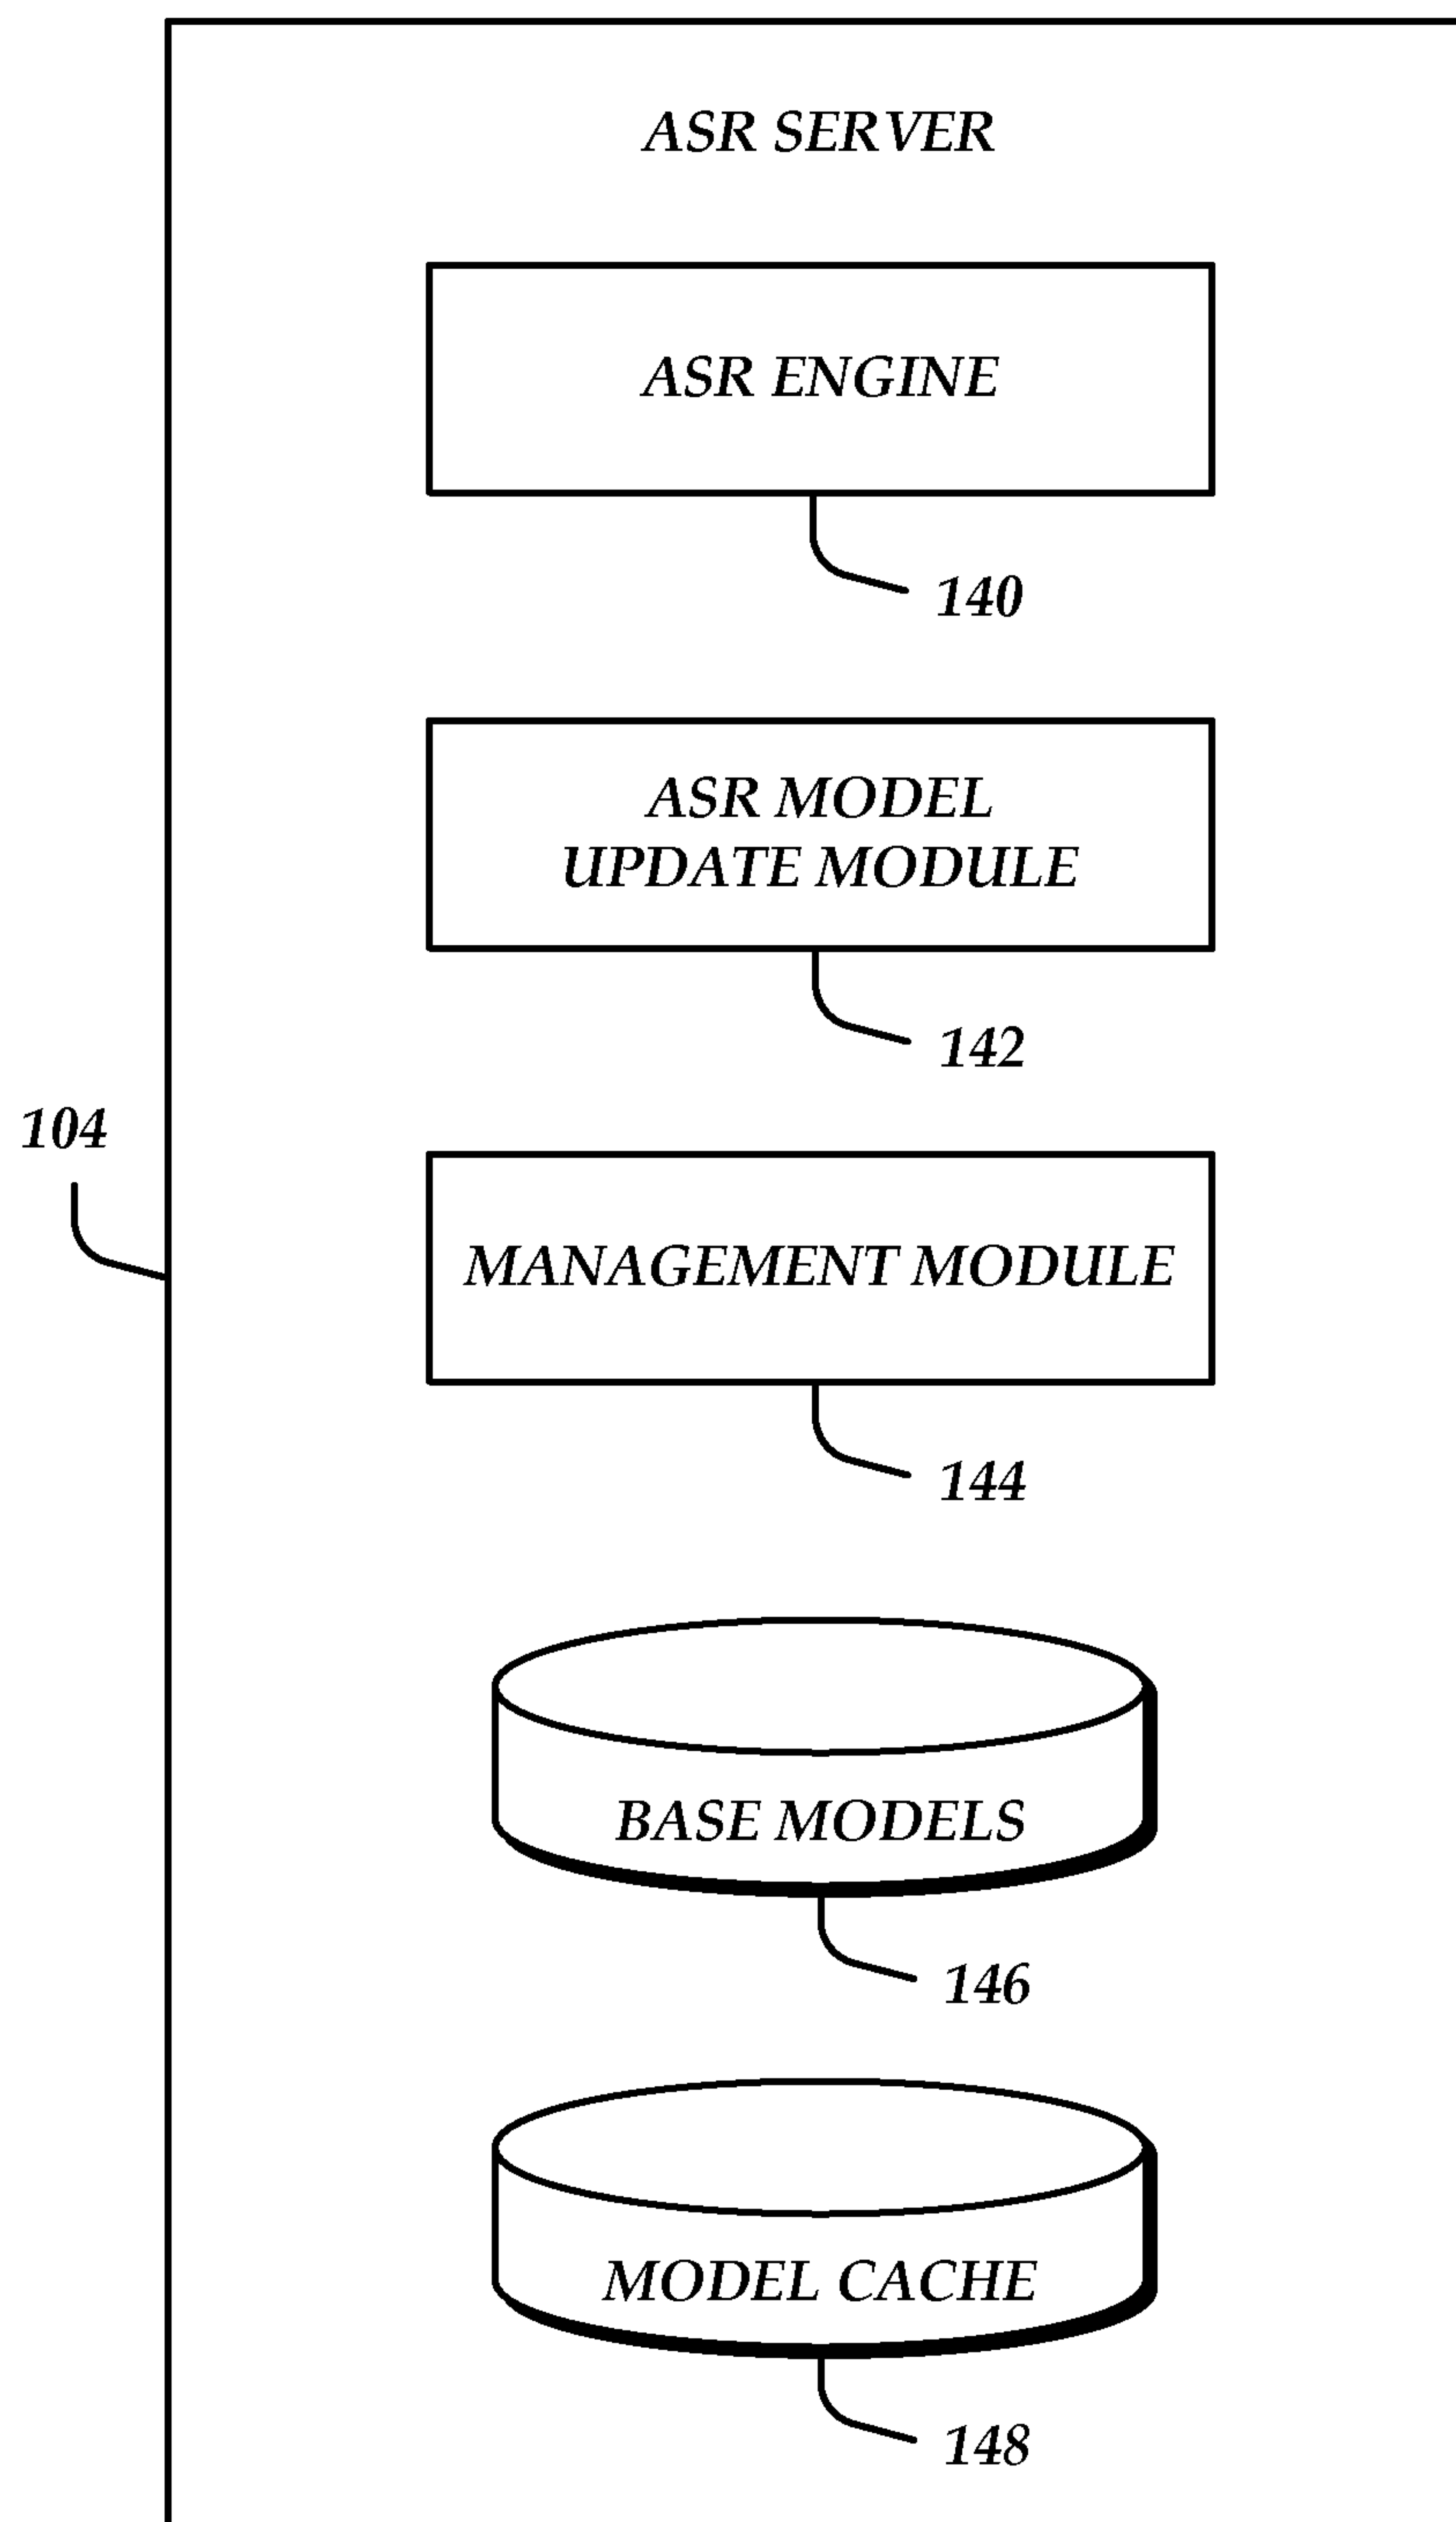 ASR SERVER
ASR ENGINE
140
ASR MODEL
UPDATE MODULE
142
104
MANAGEMENT MODULE
144
BASE MODELS
146
MODEL CACHE
148